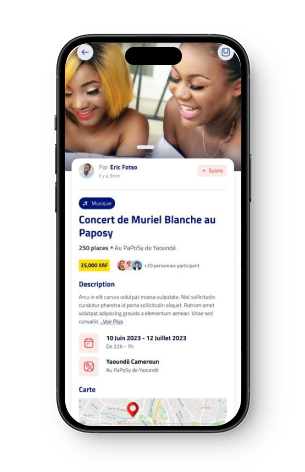 Par Eric Fotso
Il y a 3min
+ Suivre
Musique
Concert de Muriel Blanche au
Paposy
250 places • Au PaPoSy de Yaoundé
25,000 XAF
+20 personnes participent
Description
Arcu in elit cursus volutpat massa vulputate. Nisl sollicitudin
curabitur pharetra id porta sollicitudin aliquet. Rutrum amet
volutpat adipiscing gravida a elementum aenean. Vitae sed
convallis ...Voir Plus
10 Juin 2023 - 12 Juillet 2023
De 22h - 7h
Yaoundé Cameroun
Au PaPoSy de Yaoundé
Carte